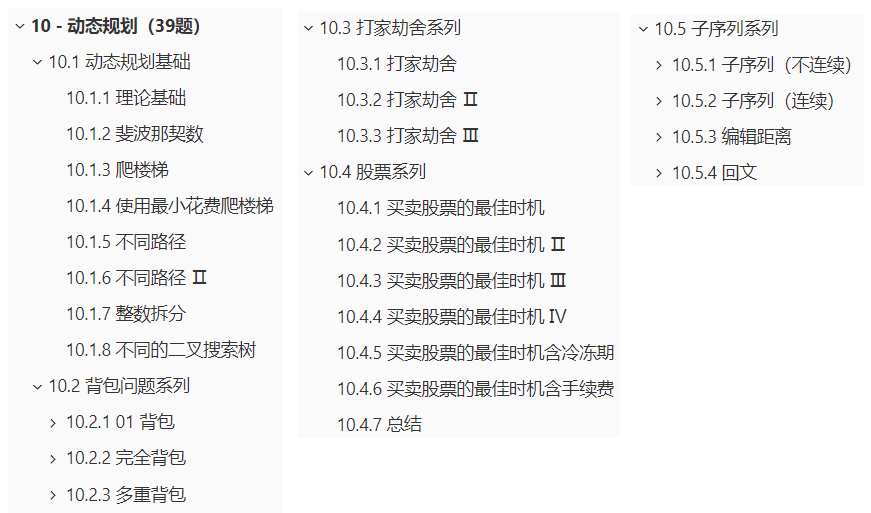 10 - 动态规划（39题）
10.1 动态规划基础
10.1.1 理论基础
10.1.2 斐波那契数
10.1.3 爬楼梯
10.1.4 使用最小花费爬楼梯
10.1.5 不同路径
10.1.6 不同路径 Ⅱ
10.1.7 整数拆分
10.1.8 不同的二叉搜索树
10.2 背包问题系列
10.2.1 01 背包
10.2.2 完全背包
10.2.3 多重背包
10.3 打家劫舍系列
10.3.1 打家劫舍
10.3.2 打家劫舍 Ⅱ
10.3.3 打家劫舍 Ⅲ
10.4 股票系列
10.4.1 买卖股票的最佳时机
10.4.2 买卖股票的最佳时机 Ⅱ
10.4.3 买卖股票的最佳时机 Ⅲ
10.4.4 买卖股票的最佳时机 Ⅳ
10.4.5 买卖股票的最佳时机含冷冻期
10.4.6 买卖股票的最佳时机含手续费
10.4.7 总结
10.5 子序列系列
10.5.1 子序列（不连续）
10.5.2 子序列（连续）
10.5.3 编辑距离
10.5.4 回文